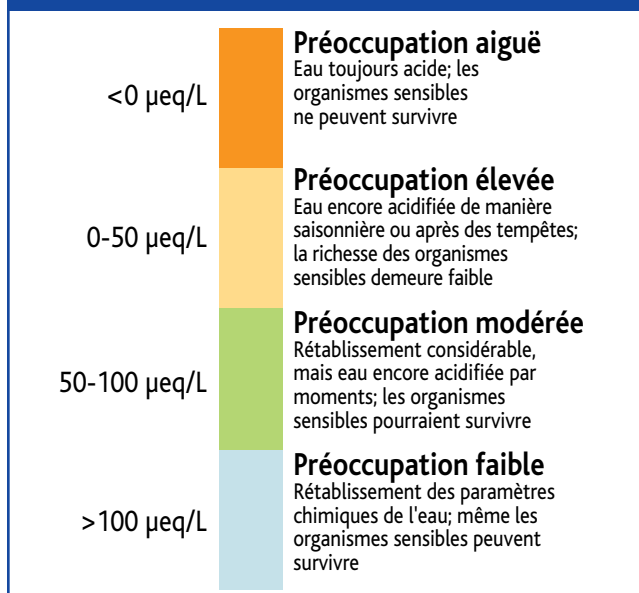 <0 µeq/L
Préoccupation aiguë
Eau toujours acide; les
organismes sensibles
ne peuvent survivre
0-50 µeq/L
Préoccupation élevée
Eau encore acidifiée de manière
saisonnière ou après des tempêtes;
la richesse des organismes
sensibles demeure faible
50-100 µeq/L
Préoccupation modérée
Rétablissement considérable,
mais eau encore acidifiée par
moments; les organismes
sensibles pourraient survivre
>100 µeq/L
Préoccupation faible
Rétablissement des paramètres
chimiques de l'eau; même les
organismes sensibles peuvent
survivre